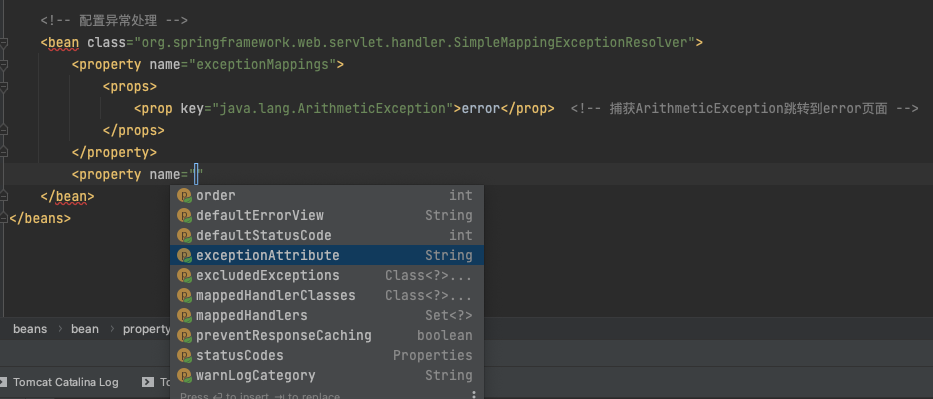 <!-- 配置异常处理 -->
<bean class="org.springframework.web.servlet.handler.SimpleMappingExceptionResolver">
<property name="exceptionMappings">
<props>
<prop key="java.lang.ArithmeticException">error</prop> <!-- 捕获ArithmeticException跳转到error页面 -->
</props>
</property>
<property name=""
</bean>
</beans>
order int
defaultErrorView String
defaultStatusCode int
exceptionAttribute String
excludedExceptions Class<?>...
mappedHandlerClasses Class<?>...
mappedHandlers Set<?>
preventResponseCaching boolean
statusCodes Properties
warnLogCategory String
Press ⏎ to insert, ⇥ to replace
beans › bean › property
Tomcat Catalina Log